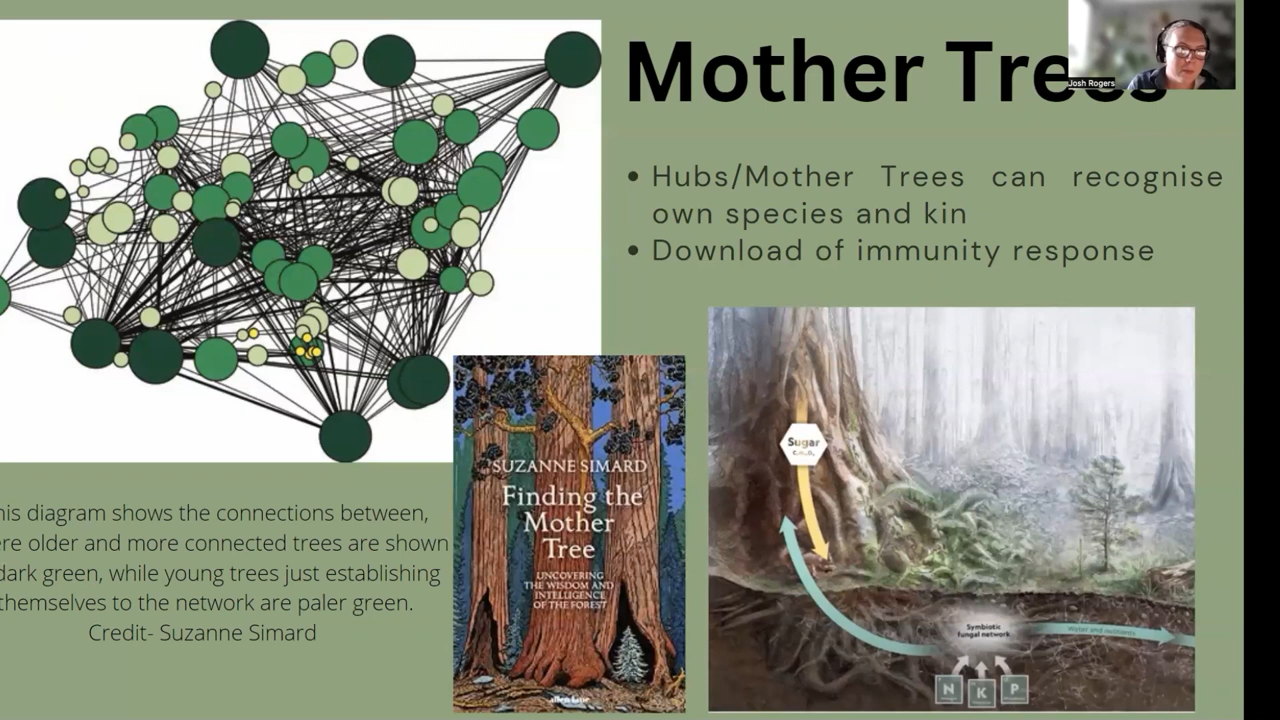 Mother Trees
Josh Rogers
Hubs/Mother Trees can recognise
own species and kin
Download of immunity response
his diagram shows the connections between,
ere older and more connected trees are shown
dark green, while young trees just establishing
themselves to the network are paler green.
Credit- Suzanne Simard
SUZANNE SIMARD
Finding the
Mother
Tree
UNCOVERING
THE WISDOM AND
INTELLIGENCE
OF THE FOREST
allen lane
Sugar
Symbiotic
fungal network
Water and nutrients
N K P